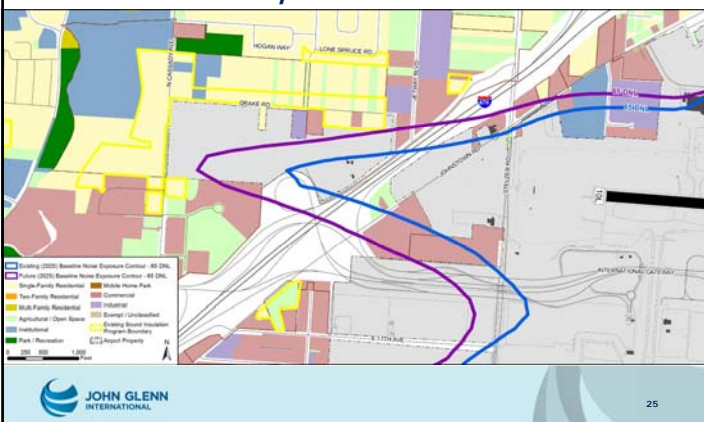 HOGAN WAY
LONE SPRUCE RD
N CASSADY AVE
DRAKE RD
270
65 DNL
65 DNL
JOHNSTOWN RD
STELZER RD
10L
INTERNATIONAL GATEWAY
E 17TH AVE
Existing (2020) Baseline Noise Exposure Contour - 65 DNL
Future (2025) Baseline Noise Exposure Contour - 65 DNL
Single-Family Residential
Two-Family Residential
Multi-Family Residential
Agricultural / Open Space
Institutional
Park / Recreation
Mobile Home Park
Commercial
Industrial
Exempt / Unclassified
Existing Sound Insulation
Program Boundary
Airport Property
0 250 500 1,000
Feet
N
JOHN GLENN
INTERNATIONAL
25